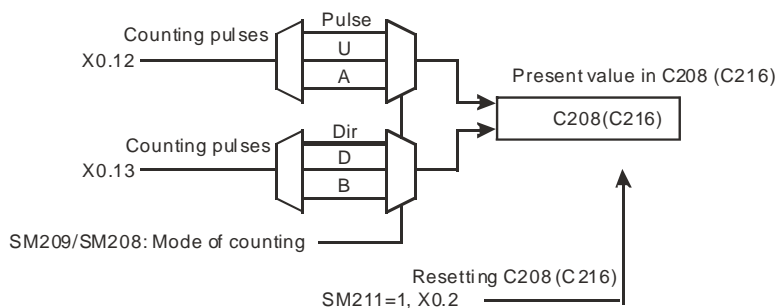 Pulse
Counting pulses
U
X0.12
A
Present value in C208 (C216)
C208(C216)
Dir
Counting pulses
D
X0.13
B
SM209/SM208: Mode of counting
Resetting C208 (C216)
SM211=1, X0.2